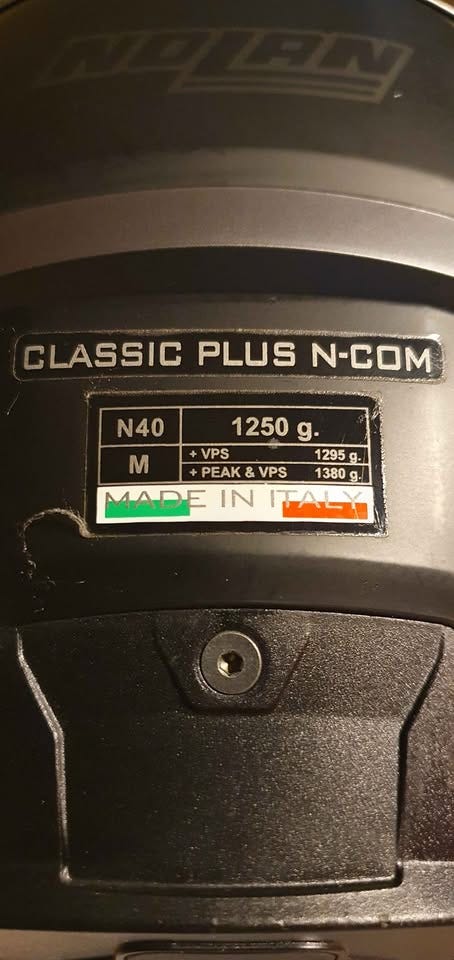 NOLAN
CLASSIC PLUS N-COM
N40 1250 g.
M + VPS 1295 g.
+ PEAK & VPS 1380 g.
MADE IN ITALY